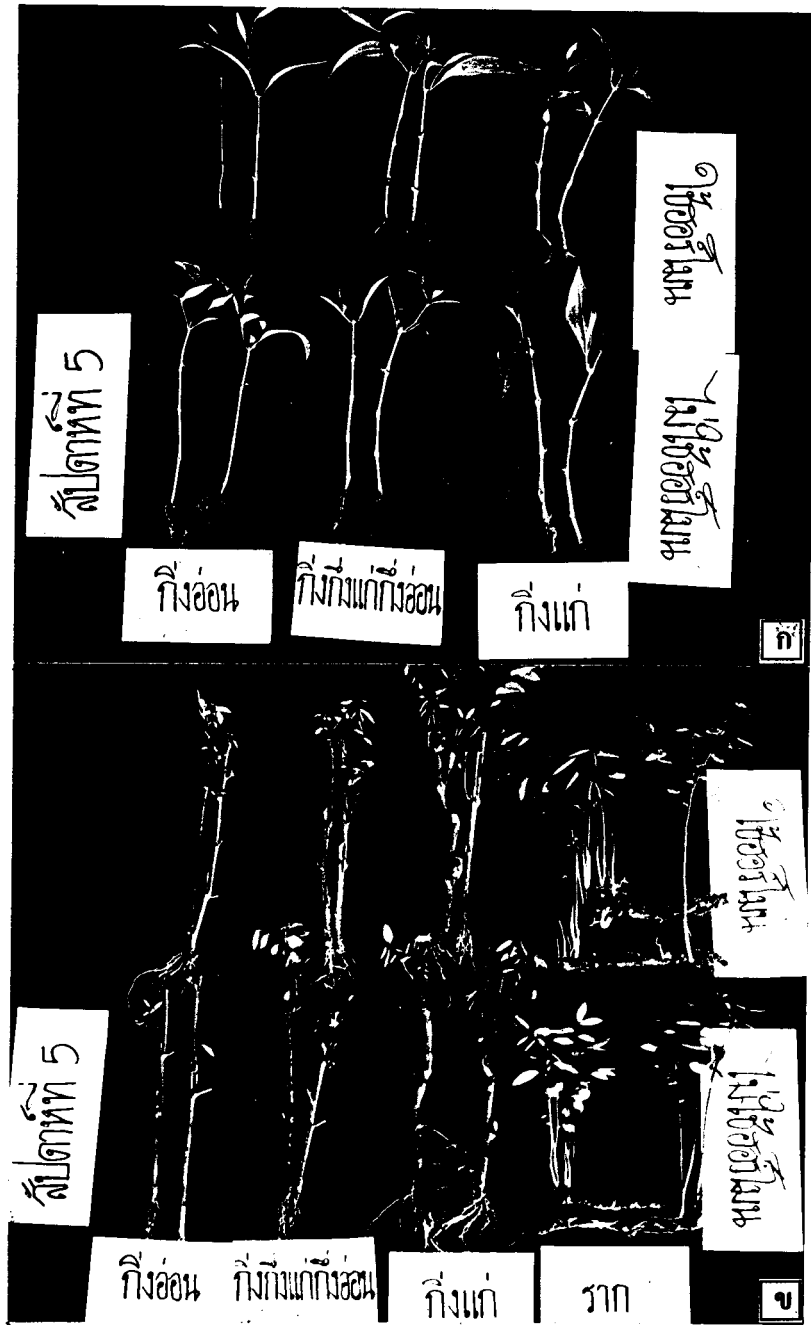 ใช้ฮอร์โมน
ไม่ใช้ฮอร์โมน
สัปดาห์ที่ 5
กิ่งอ่อน
กิ่งกึ่งแก่กึ่งอ่อน
กิ่งแก่
ก
ใช้ฮอร์โมน
ไม่ใช้ฮอร์โมน
สัปดาห์ที่ 5
กิ่งอ่อน
กิ่งกึ่งแก่กึ่งอ่อน
กิ่งแก่
ราก
ข